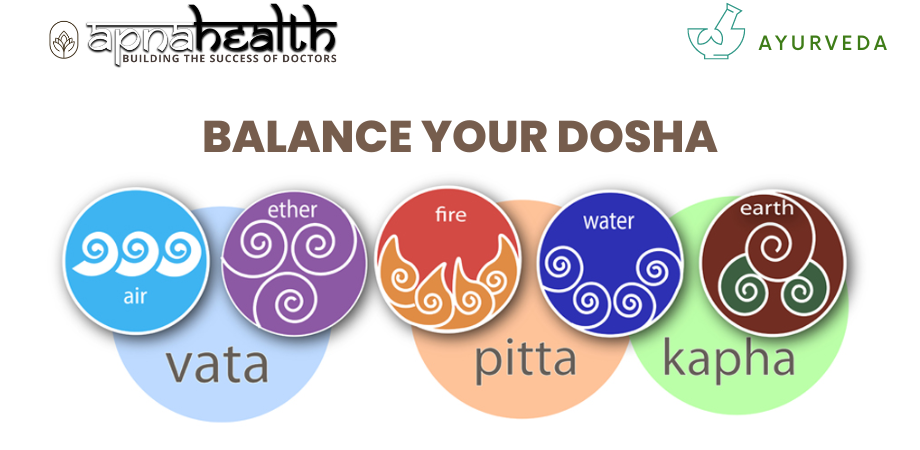 apnahealth
BUILDING THE SUCCESS OF DOCTORS
AYURVEDA
BALANCE YOUR DOSHA
air
ether
fire
water
earth
vata
pitta
kapha